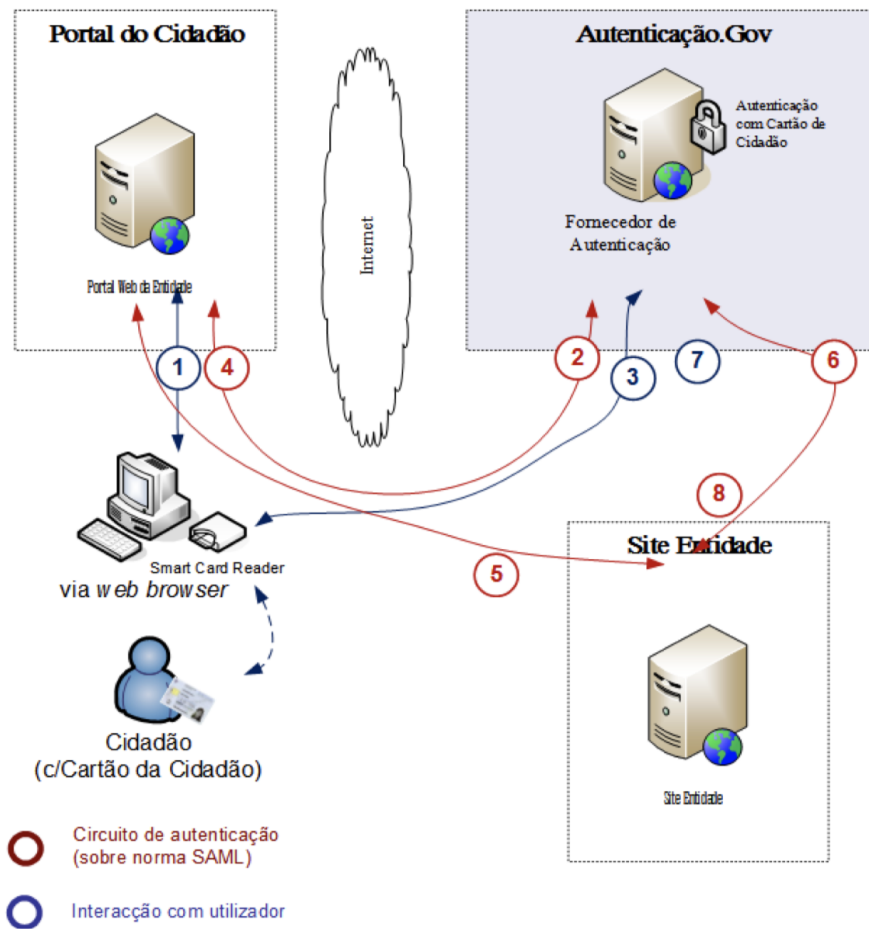 Portal do Cidadão
Autenticação.Gov
Autenticação
com Cartão de
Cidadão
Fornecedor de
Autenticação
Internet
Portal Web da Entidade
1
4
2
3
7
6
8
5
Smart Card Reader
via web browser
Site Entidade
Cidadão
(c/Cartão da Cidadão)
Site Entidade
Circuito de autenticação
(sobre norma SAML)
Interacção com utilizador